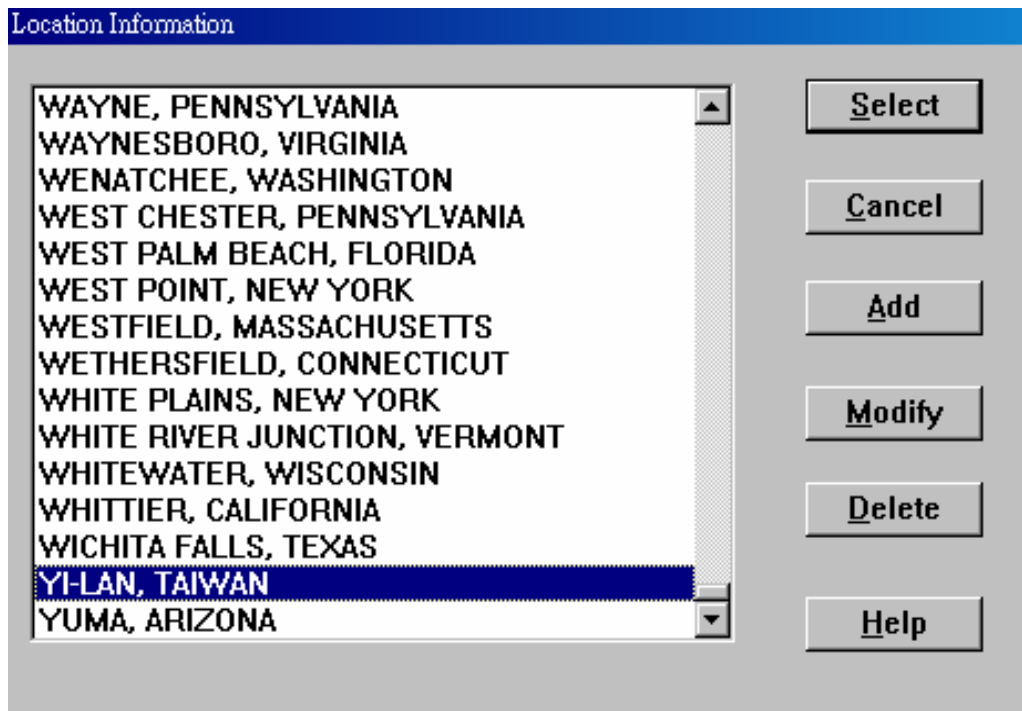 Location Information
WAYNE, PENNSYLVANIA
WAYNESBORO, VIRGINIA
WENATCHEE, WASHINGTON
WEST CHESTER, PENNSYLVANIA
WEST PALM BEACH, FLORIDA
WEST POINT, NEW YORK
WESTFIELD, MASSACHUSETTS
WETHERSFIELD, CONNECTICUT
WHITE PLAINS, NEW YORK
WHITE RIVER JUNCTION, VERMONT
WHITEWATER, WISCONSIN
WHITTIER, CALIFORNIA
WICHITA FALLS, TEXAS
YI-LAN, TAIWAN
YUMA, ARIZONA
Select
Cancel
Add
Modify
Delete
Help